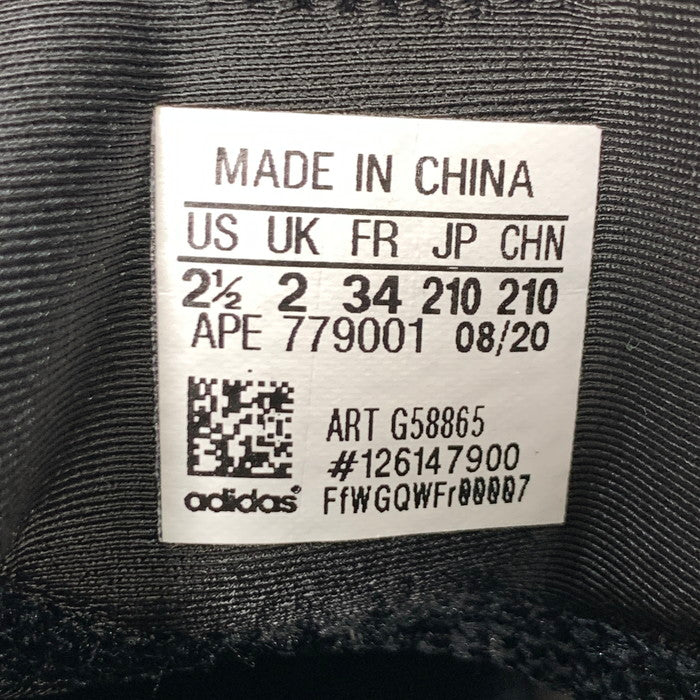 MADE IN CHINA
US UK FR JP CHN
2½ 2 34 210 210
APE 779001 08/20
ART G58865
#126147900
adidas FfWGQWFr00007